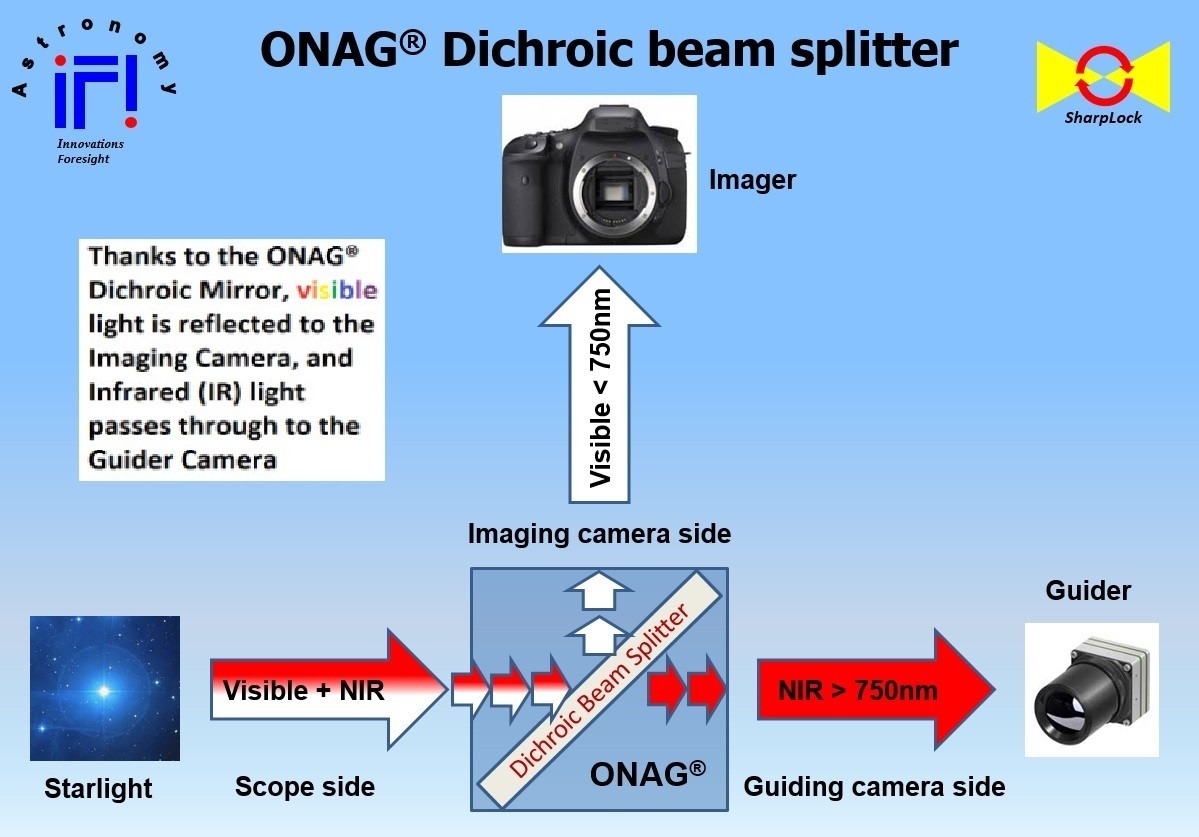 Astronomy
iF!
Innovations
Foresight
ONAG® Dichroic beam splitter
SharpLock
Imager
Thanks to the ONAG®
Dichroic Mirror, visible
light is reflected to the
Imaging Camera, and
Infrared (IR) light
passes through to the
Guider Camera
Visible < 750nm
Imaging camera side
Guider
Visible + NIR
Dichroic Beam Splitter
NIR > 750nm
ONAG®
Starlight
Scope side
Guiding camera side